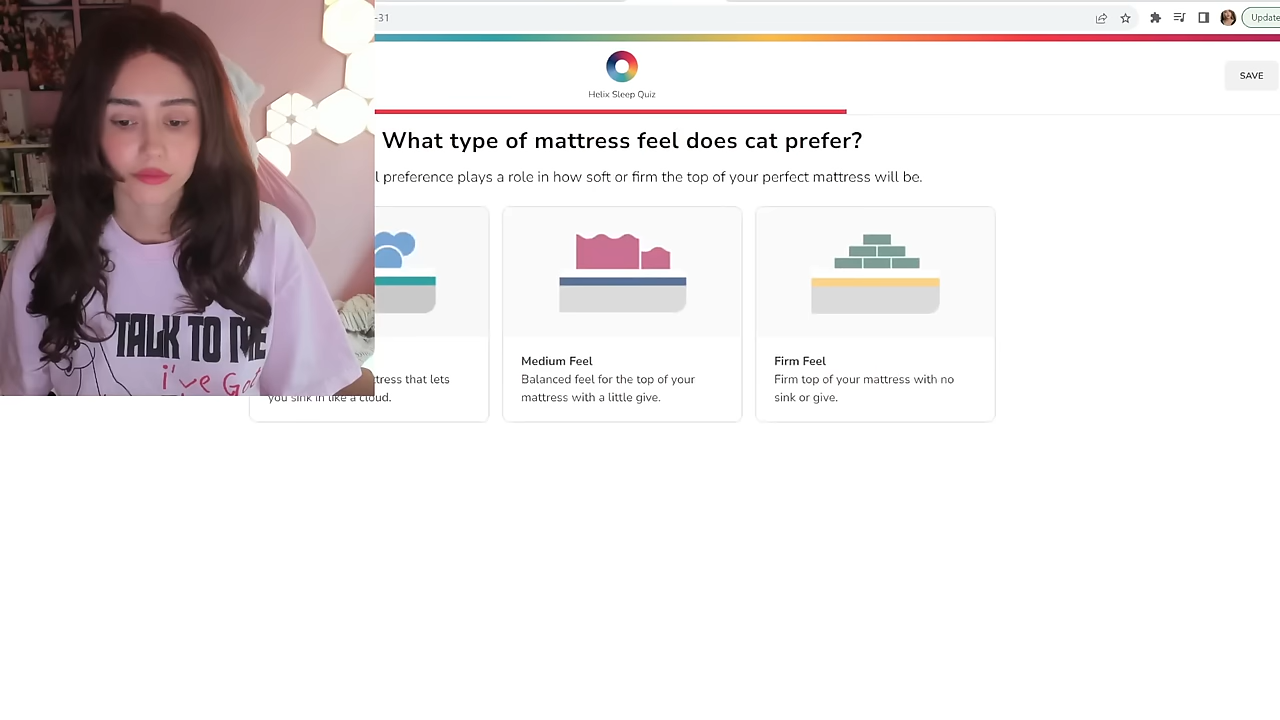 -31
Update
Helix Sleep Quiz
SAVE
What type of mattress feel does cat prefer?
preference plays a role in how soft or firm the top of your perfect mattress will be.
that lets
you sink in like a cloud.
Medium Feel
Balanced feel for the top of your
mattress with a little give.
Firm Feel
Firm top of your mattress with no
sink or give.
TALK TO ME
i've